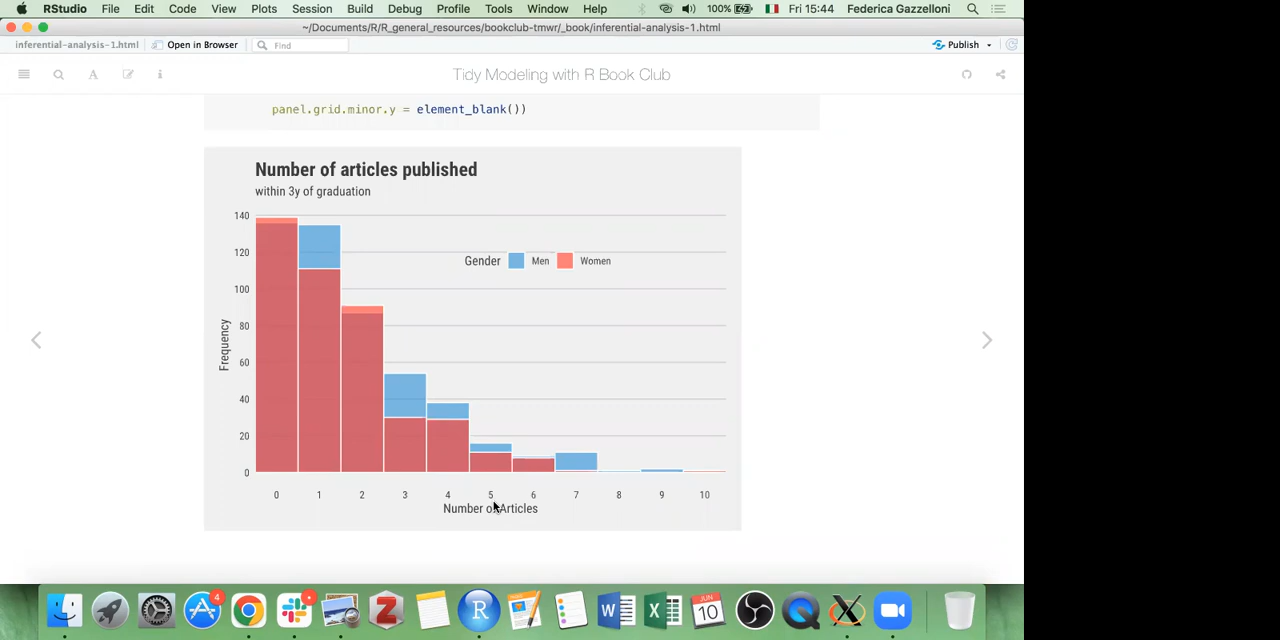 RStudio File Edit Code View Plots Session Build Debug Profile Tools Window Help 100% Fri 15:44 Federica Gazzelloni
~/Documents/R/R_general_resources/bookclub-tmwr/_book/inferential-analysis-1.html
inferential-analysis-1.html Open in Browser Find Publish
A i Tidy Modeling with R Book Club
panel.grid.minor.y = element_blank())
Number of articles published
within 3y of graduation
Gender Men Women
Frequency
140
120
100
80
60
40
20
0
0 1 2 3 4 5 6 7 8 9 10
Number of Articles
4
Z R W X JUN 10 Q X